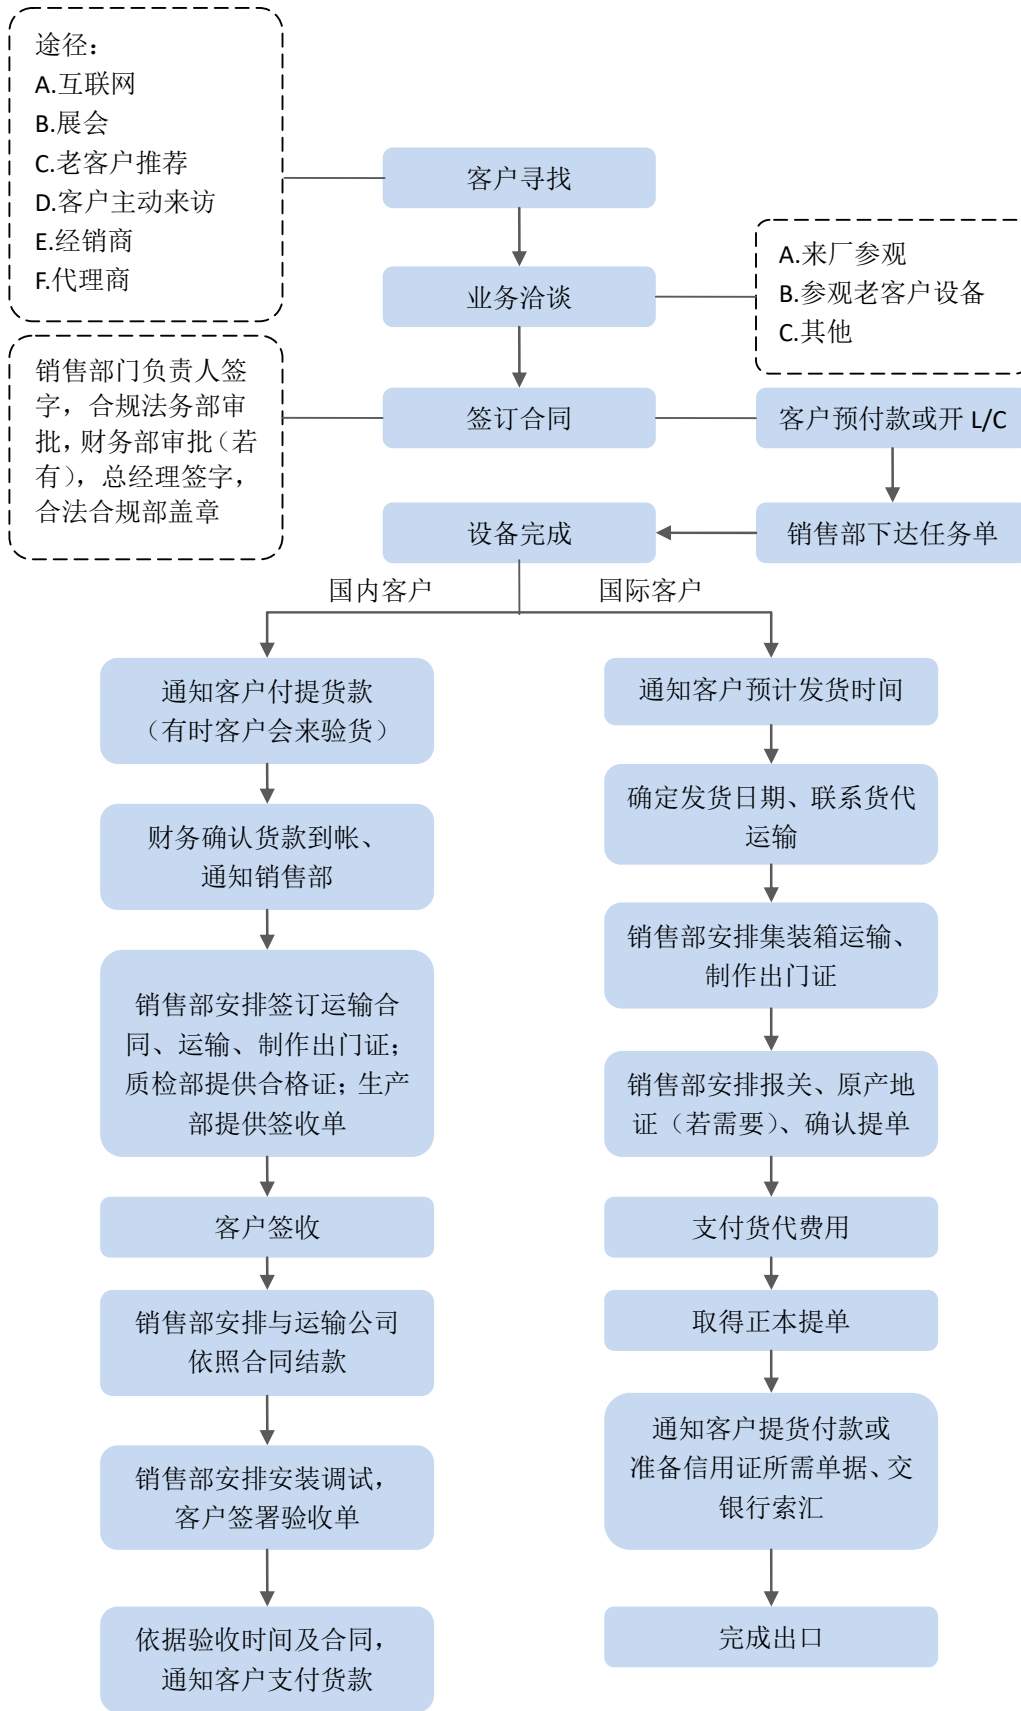 途径：
A.互联网
B.展会
C.老客户推荐
D.客户主动来访
E.经销商
F.代理商
客户寻找
业务洽谈
A.来厂参观
B.参观老客户设备
C.其他
销售部门负责人签
字，合规法务部审
批，财务部审批（若
有），总经理签字，
合法合规部盖章
签订合同
客户预付款或开 L/C
设备完成
销售部下达任务单
国内客户
国际客户
通知客户付提货款
（有时客户会来验货）
财务确认货款到帐、
通知销售部
销售部安排签订运输合
同、运输、制作出门证；
质检部提供合格证；生产
部提供签收单
客户签收
销售部安排与运输公司
依照合同结款
销售部安排安装调试，
客户签署验收单
依据验收时间及合同，
通知客户支付货款
通知客户预计发货时间
确定发货日期、联系货代
运输
销售部安排集装箱运输、
制作出门证
销售部安排报关、原产地
证（若需要）、确认提单
支付货代费用
取得正本提单
通知客户提货付款或
准备信用证所需单据、交
银行索汇
完成出口